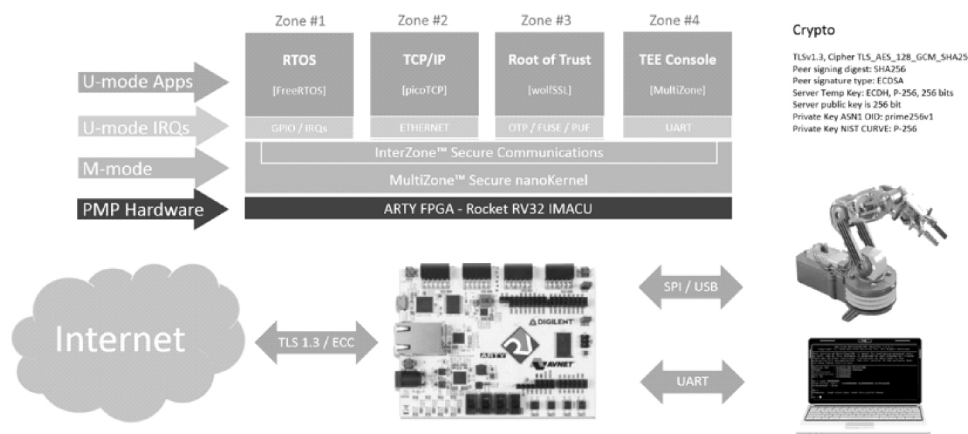 Zone #1
Zone #2
Zone #3
Zone #4
Crypto
RTOS
TCP/IP
Root of Trust
TEE Console
TLSv1.3, Cipher TLS_AES_128_GCM_SHA25
Peer signing digest: SHA256
Peer signature type: ECDSA
Server Temp Key: ECDH, P-256, 256 bits
Server public key is 256 bit
Private Key ASN1 OID: prime256v1
Private Key NIST CURVE: P-256
U-mode Apps
[FreeRTOS]
[picoTCP]
[wolfSSL]
[MultiZone]
U-mode IRQs
GPIO / IRQs
ETHERNET
OTP / FUSE / PUF
UART
InterZone™ Secure Communications
M-mode
MultiZone™ Secure nanoKernel
PMP Hardware
ARTY FPGA - Rocket RV32 IMACU
Internet
TLS 1.3 / ECC
DIGILENT
ARTY
AVNET
SPI / USB
UART